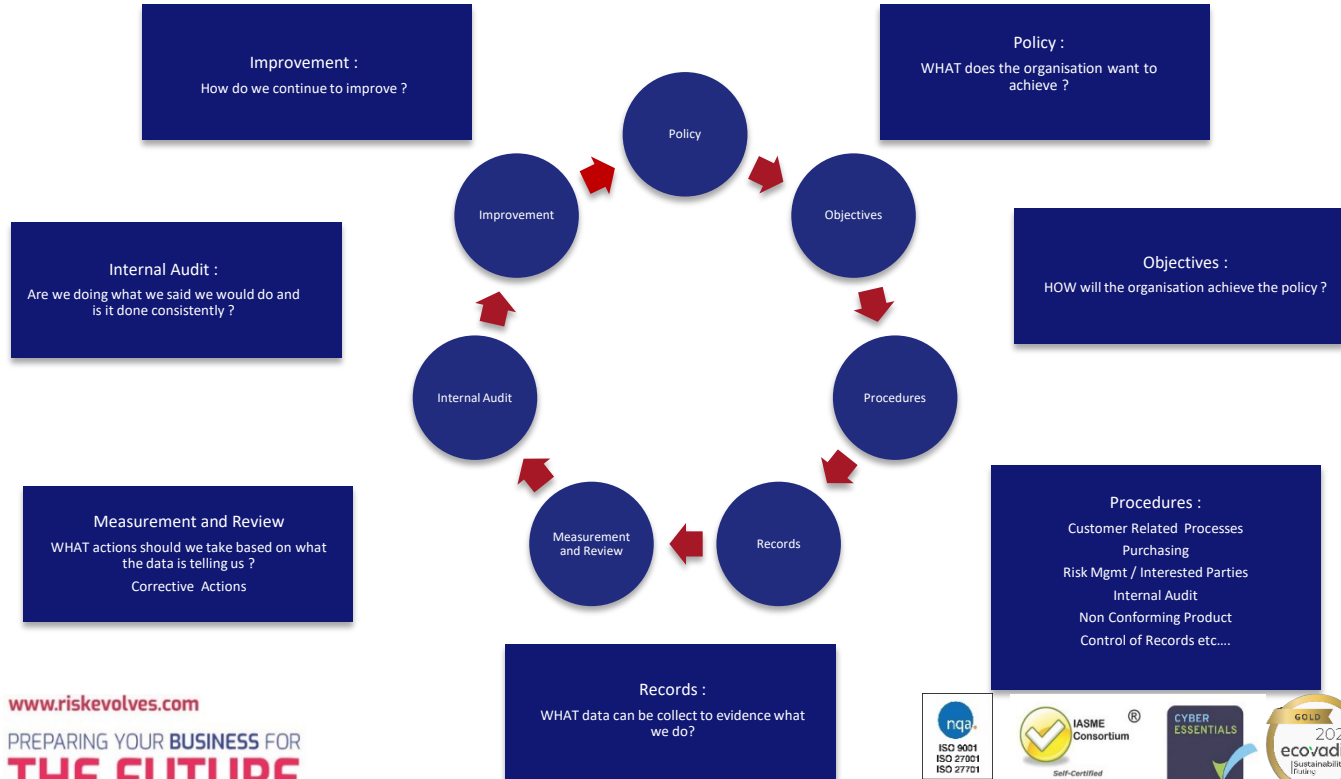 Improvement :
How do we continue to improve ?
Policy :
WHAT does the organisation want to
achieve ?
Policy
Improvement
Objectives
Internal Audit :
Are we doing what we said we would do and
is it done consistently ?
Objectives :
HOW will the organisation achieve the policy ?
Internal Audit
Procedures
Measurement and Review
WHAT actions should we take based on what
the data is telling us ?
Corrective Actions
Measurement
and Review
Records
Procedures :
Customer Related Processes
Purchasing
Risk Mgmt / Interested Parties
Internal Audit
Non Conforming Product
Control of Records etc....
Records :
WHAT data can be collect to evidence what
we do?
www.riskevolves.com
PREPARING YOUR BUSINESS FOR
THE FUTURE
nqa.
ISO 9001
ISO 27001
ISO 27701
IASME
Consortium
®
Self-Certified
CYBER
ESSENTIALS
GOLD
202
ecovadi
Sustainability
Rating